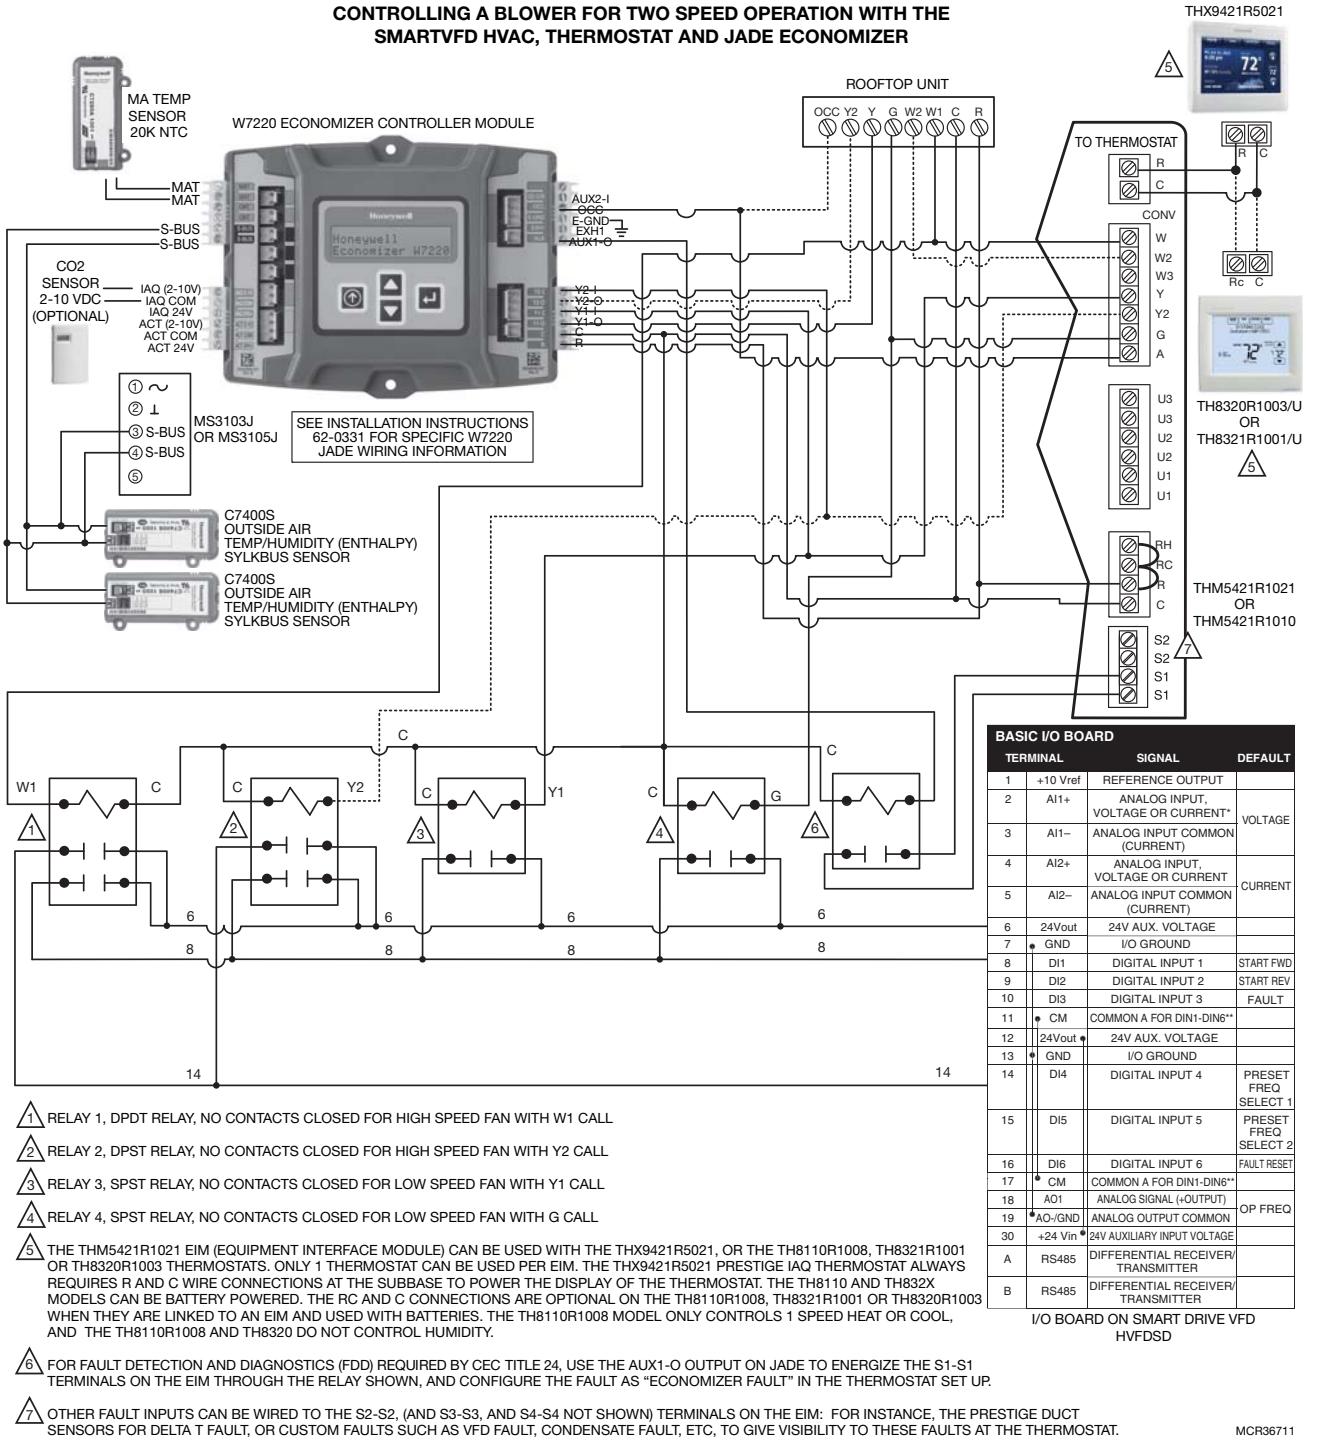 CONTROLLING A BLOWER FOR TWO SPEED OPERATION WITH THE
SMARTVFD HVAC, THERMOSTAT AND JADE ECONOMIZER
THX9421R5021
5
MA TEMP
SENSOR
20K NTC
W7220 ECONOMIZER CONTROLLER MODULE
ROOFTOP UNIT
OCC Y2 Y G W2 W1 C R
TO THERMOSTAT
R
C
R C
CONV
W
W2
W3
Y
Y2
G
A
Rc C
MAT
MAT
S-BUS
S-BUS
CO2
SENSOR
2-10 VDC
(OPTIONAL)
IAQ (2-10V)
IAQ COM
IAQ 24V
ACT (2-10V)
ACT COM
ACT 24V
Honeywell
Honeywell
Economizer W7220
AUX2-I
OCC
E-GND
EXH1
AUX1-O
Y2-I
Y2-O
Y1-I
Y1-O
C
R
72°
72°
TH8320R1003/U
OR
TH8321R1001/U
5
1
2
3 S-BUS
4 S-BUS
5
MS3103J
OR MS3105J
SEE INSTALLATION INSTRUCTIONS
62-0331 FOR SPECIFIC W7220
JADE WIRING INFORMATION
U3
U3
U2
U2
U1
U1
C7400S
OUTSIDE AIR
TEMP/HUMIDITY (ENTHALPY)
SYLKBUS SENSOR
C7400S
OUTSIDE AIR
TEMP/HUMIDITY (ENTHALPY)
SYLKBUS SENSOR
RH
RC
R
C
THM5421R1021
OR
THM5421R1010
S2
S2
S1
S1
7
C
W1 C
1
C Y2
2
C Y1
3
C G
4
C
6
6 6 6 6
8 8 8 8
14 14
BASIC I/O BOARD
TERMINAL SIGNAL DEFAULT
1 +10 Vref REFERENCE OUTPUT
2 AI1+ ANALOG INPUT, VOLTAGE OR CURRENT* VOLTAGE
3 AI1– ANALOG INPUT COMMON (CURRENT)
4 AI2+ ANALOG INPUT, VOLTAGE OR CURRENT CURRENT
5 AI2– ANALOG INPUT COMMON (CURRENT)
6 24Vout 24V AUX. VOLTAGE
7 GND I/O GROUND
8 DI1 DIGITAL INPUT 1 START FWD
9 DI2 DIGITAL INPUT 2 START REV
10 DI3 DIGITAL INPUT 3 FAULT
11 CM COMMON A FOR DIN1-DIN6**
12 24Vout 24V AUX. VOLTAGE
13 GND I/O GROUND
14 DI4 DIGITAL INPUT 4 PRESET FREQ SELECT 1
15 DI5 DIGITAL INPUT 5 PRESET FREQ SELECT 2
16 DI6 DIGITAL INPUT 6 FAULT RESET
17 CM COMMON A FOR DIN1-DIN6**
18 AO1 ANALOG SIGNAL (+OUTPUT) OP FREQ
19 AO-/GND ANALOG OUTPUT COMMON
30 +24 Vin 24V AUXILIARY INPUT VOLTAGE
A RS485 DIFFERENTIAL RECEIVER/ TRANSMITTER
B RS485 DIFFERENTIAL RECEIVER/ TRANSMITTER
I/O BOARD ON SMART DRIVE VFD
HVFDSD
1 RELAY 1, DPDT RELAY, NO CONTACTS CLOSED FOR HIGH SPEED FAN WITH W1 CALL
2 RELAY 2, DPST RELAY, NO CONTACTS CLOSED FOR HIGH SPEED FAN WITH Y2 CALL
3 RELAY 3, SPST RELAY, NO CONTACTS CLOSED FOR LOW SPEED FAN WITH Y1 CALL
4 RELAY 4, SPST RELAY, NO CONTACTS CLOSED FOR LOW SPEED FAN WITH G CALL
5 THE THM5421R1021 EIM (EQUIPMENT INTERFACE MODULE) CAN BE USED WITH THE THX9421R5021, OR THE TH8110R1008, TH8321R1001
OR TH8320R1003 THERMOSTATS. ONLY 1 THERMOSTAT CAN BE USED PER EIM. THE THX9421R5021 PRESTIGE IAQ THERMOSTAT ALWAYS
REQUIRES R AND C WIRE CONNECTIONS AT THE SUBBASE TO POWER THE DISPLAY OF THE THERMOSTAT. THE TH8110 AND TH832X
MODELS CAN BE BATTERY POWERED. THE RC AND C CONNECTIONS ARE OPTIONAL ON THE TH8110R1008, TH8321R1001 OR TH8320R1003
WHEN THEY ARE LINKED TO AN EIM AND USED WITH BATTERIES. THE TH8110R1008 MODEL ONLY CONTROLS 1 SPEED HEAT OR COOL,
AND THE TH8110R1008 AND TH8320 DO NOT CONTROL HUMIDITY.
6 FOR FAULT DETECTION AND DIAGNOSTICS (FDD) REQUIRED BY CEC TITLE 24, USE THE AUX1-O OUTPUT ON JADE TO ENERGIZE THE S1-S1
TERMINALS ON THE EIM THROUGH THE RELAY SHOWN, AND CONFIGURE THE FAULT AS “ECONOMIZER FAULT” IN THE THERMOSTAT SET UP.
7 OTHER FAULT INPUTS CAN BE WIRED TO THE S2-S2, (AND S3-S3, AND S4-S4 NOT SHOWN) TERMINALS ON THE EIM: FOR INSTANCE, THE PRESTIGE DUCT
SENSORS FOR DELTA T FAULT, OR CUSTOM FAULTS SUCH AS VFD FAULT, CONDENSATE FAULT, ETC, TO GIVE VISIBILITY TO THESE FAULTS AT THE THERMOSTAT.
MCR36711